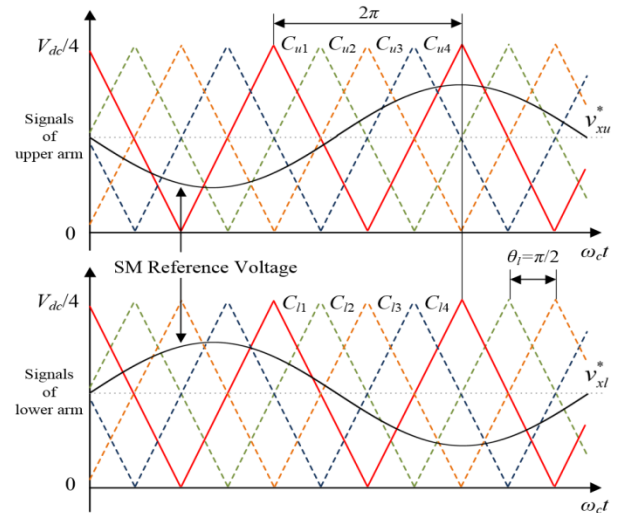 2π
V_dc/4
C_u1 C_u2 C_u3 C_u4
Signals
of
upper arm
v*_xu
0
ω_c t
SM Reference Voltage
θ_l=π/2
V_dc/4
C_l1 C_l2 C_l3 C_l4
Signals
of
lower arm
v*_xl
0
ω_c t